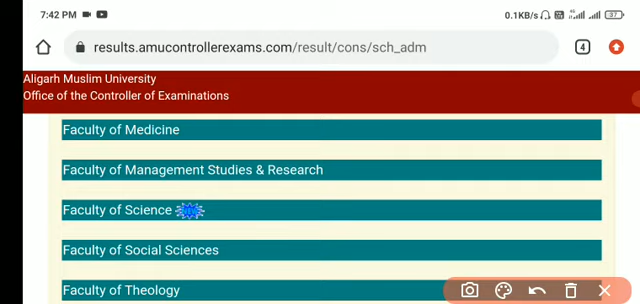 7:42 PM
0.1KB/s 37
results.amucontrollerexams.com/result/cons/sch_adm 4
Aligarh Muslim University
Office of the Controller of Examinations
Faculty of Medicine
Faculty of Management Studies & Research
Faculty of Science
Faculty of Social Sciences
Faculty of Theology